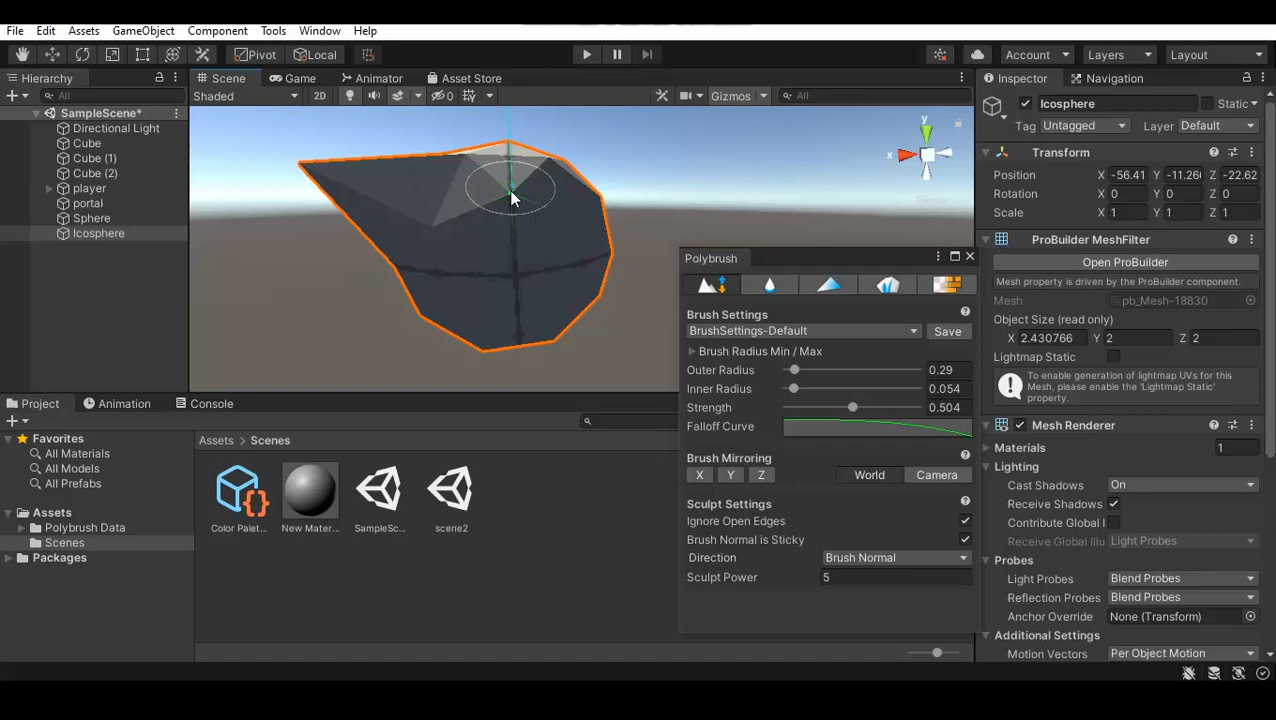 File Edit Assets GameObject Component Tools Window Help
Pivot Local Account Layers Layout
Hierarchy
All
SampleScene*
Directional Light
Cube
Cube (1)
Cube (2)
player
portal
Sphere
Icosphere
Scene Game Animator Asset Store
Shaded 2D 0 Gizmos All
y
x
Persp
Polybrush
Brush Settings
BrushSettings-Default Save
Brush Radius Min / Max
Outer Radius 0.29
Inner Radius 0.054
Strength 0.504
Falloff Curve
Brush Mirroring
X Y Z World Camera
Sculpt Settings
Ignore Open Edges
Brush Normal is Sticky
Direction Brush Normal
Sculpt Power 5
Project Animation Console
Favorites
All Materials
All Models
All Prefabs
Assets
Polybrush Data
Scenes
Packages
Assets Scenes
Color Palet...
New Mater...
SampleSc...
scene2
Inspector Navigation
Icosphere Static
Tag Untagged Layer Default
Transform
Position X -56.41 Y -11.26 Z -22.62
Rotation X 0 Y 0 Z 0
Scale X 1 Y 1 Z 1
ProBuilder MeshFilter
Open ProBuilder
Mesh property is driven by the ProBuilder component.
Mesh pb_Mesh-18830
Object Size (read only)
X 2.430766 Y 2 Z 2
Lightmap Static
To enable generation of lightmap UVs for this
Mesh, please enable the 'Lightmap Static'
property.
Mesh Renderer
Materials 1
Lighting
Cast Shadows On
Receive Shadows
Contribute Global I
Receive Global Illu Light Probes
Probes
Light Probes Blend Probes
Reflection Probes Blend Probes
Anchor Override None (Transform)
Additional Settings
Motion Vectors Per Object Motion